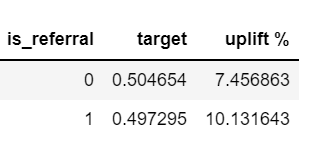 is_referral target uplift %
0 0.504654 7.456863
1 0.497295 10.131643